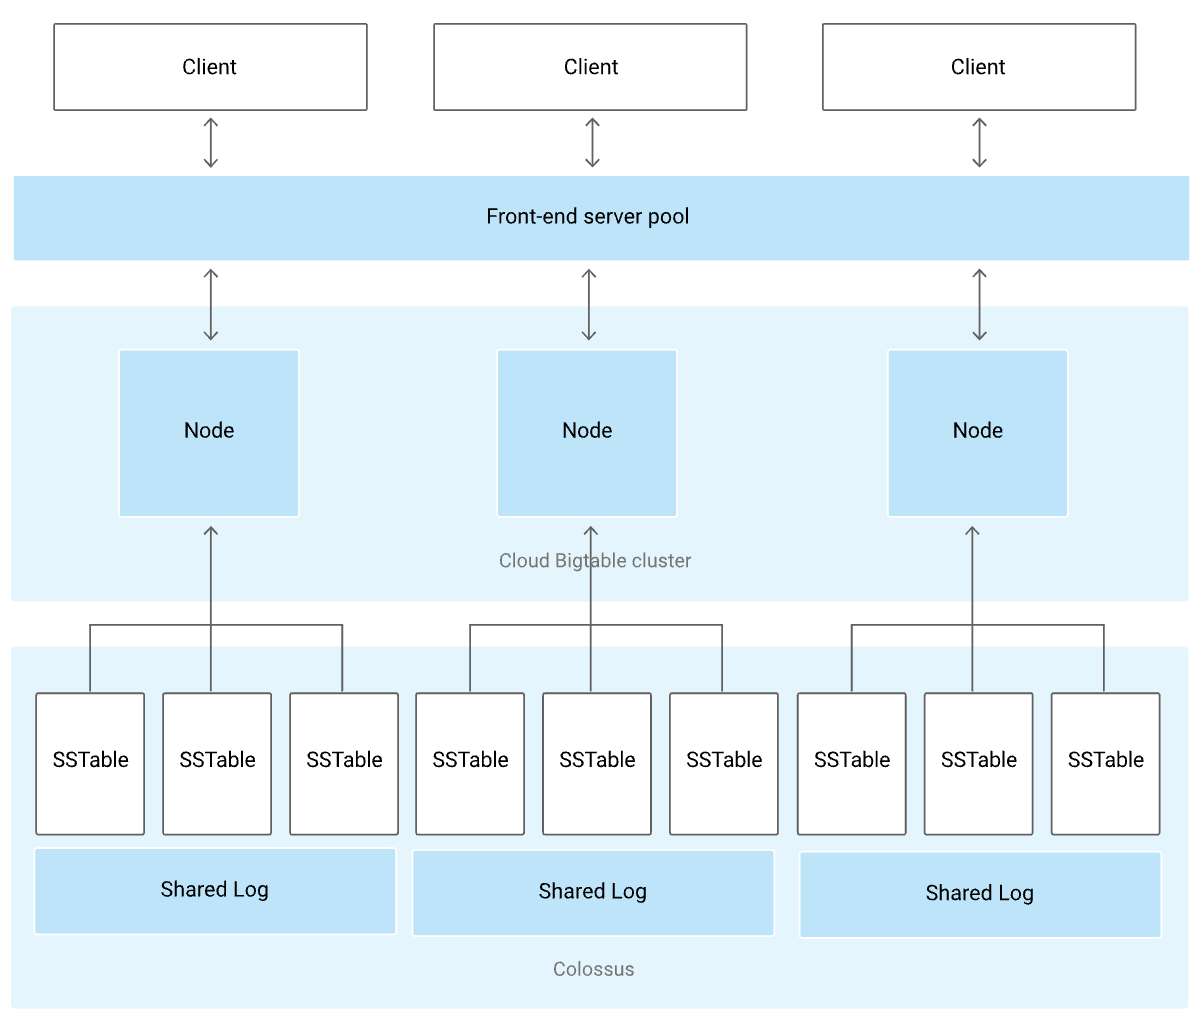 Client
Client
Client
Front-end server pool
Node
Node
Node
Cloud Bigtable cluster
SSTable
SSTable
SSTable
SSTable
SSTable
SSTable
SSTable
SSTable
SSTable
Shared Log
Shared Log
Shared Log
Colossus